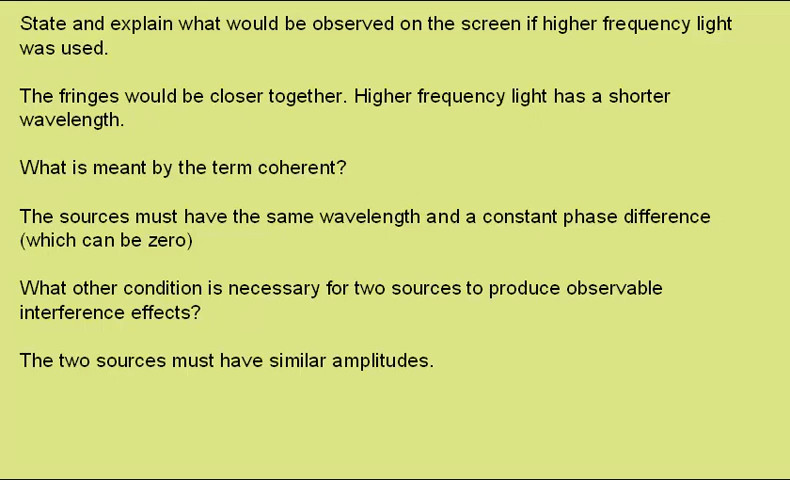 State and explain what would be observed on the screen if higher frequency light
was used.
The fringes would be closer together. Higher frequency light has a shorter
wavelength.
What is meant by the term coherent?
The sources must have the same wavelength and a constant phase difference
(which can be zero)
What other condition is necessary for two sources to produce observable
interference effects?
The two sources must have similar amplitudes.